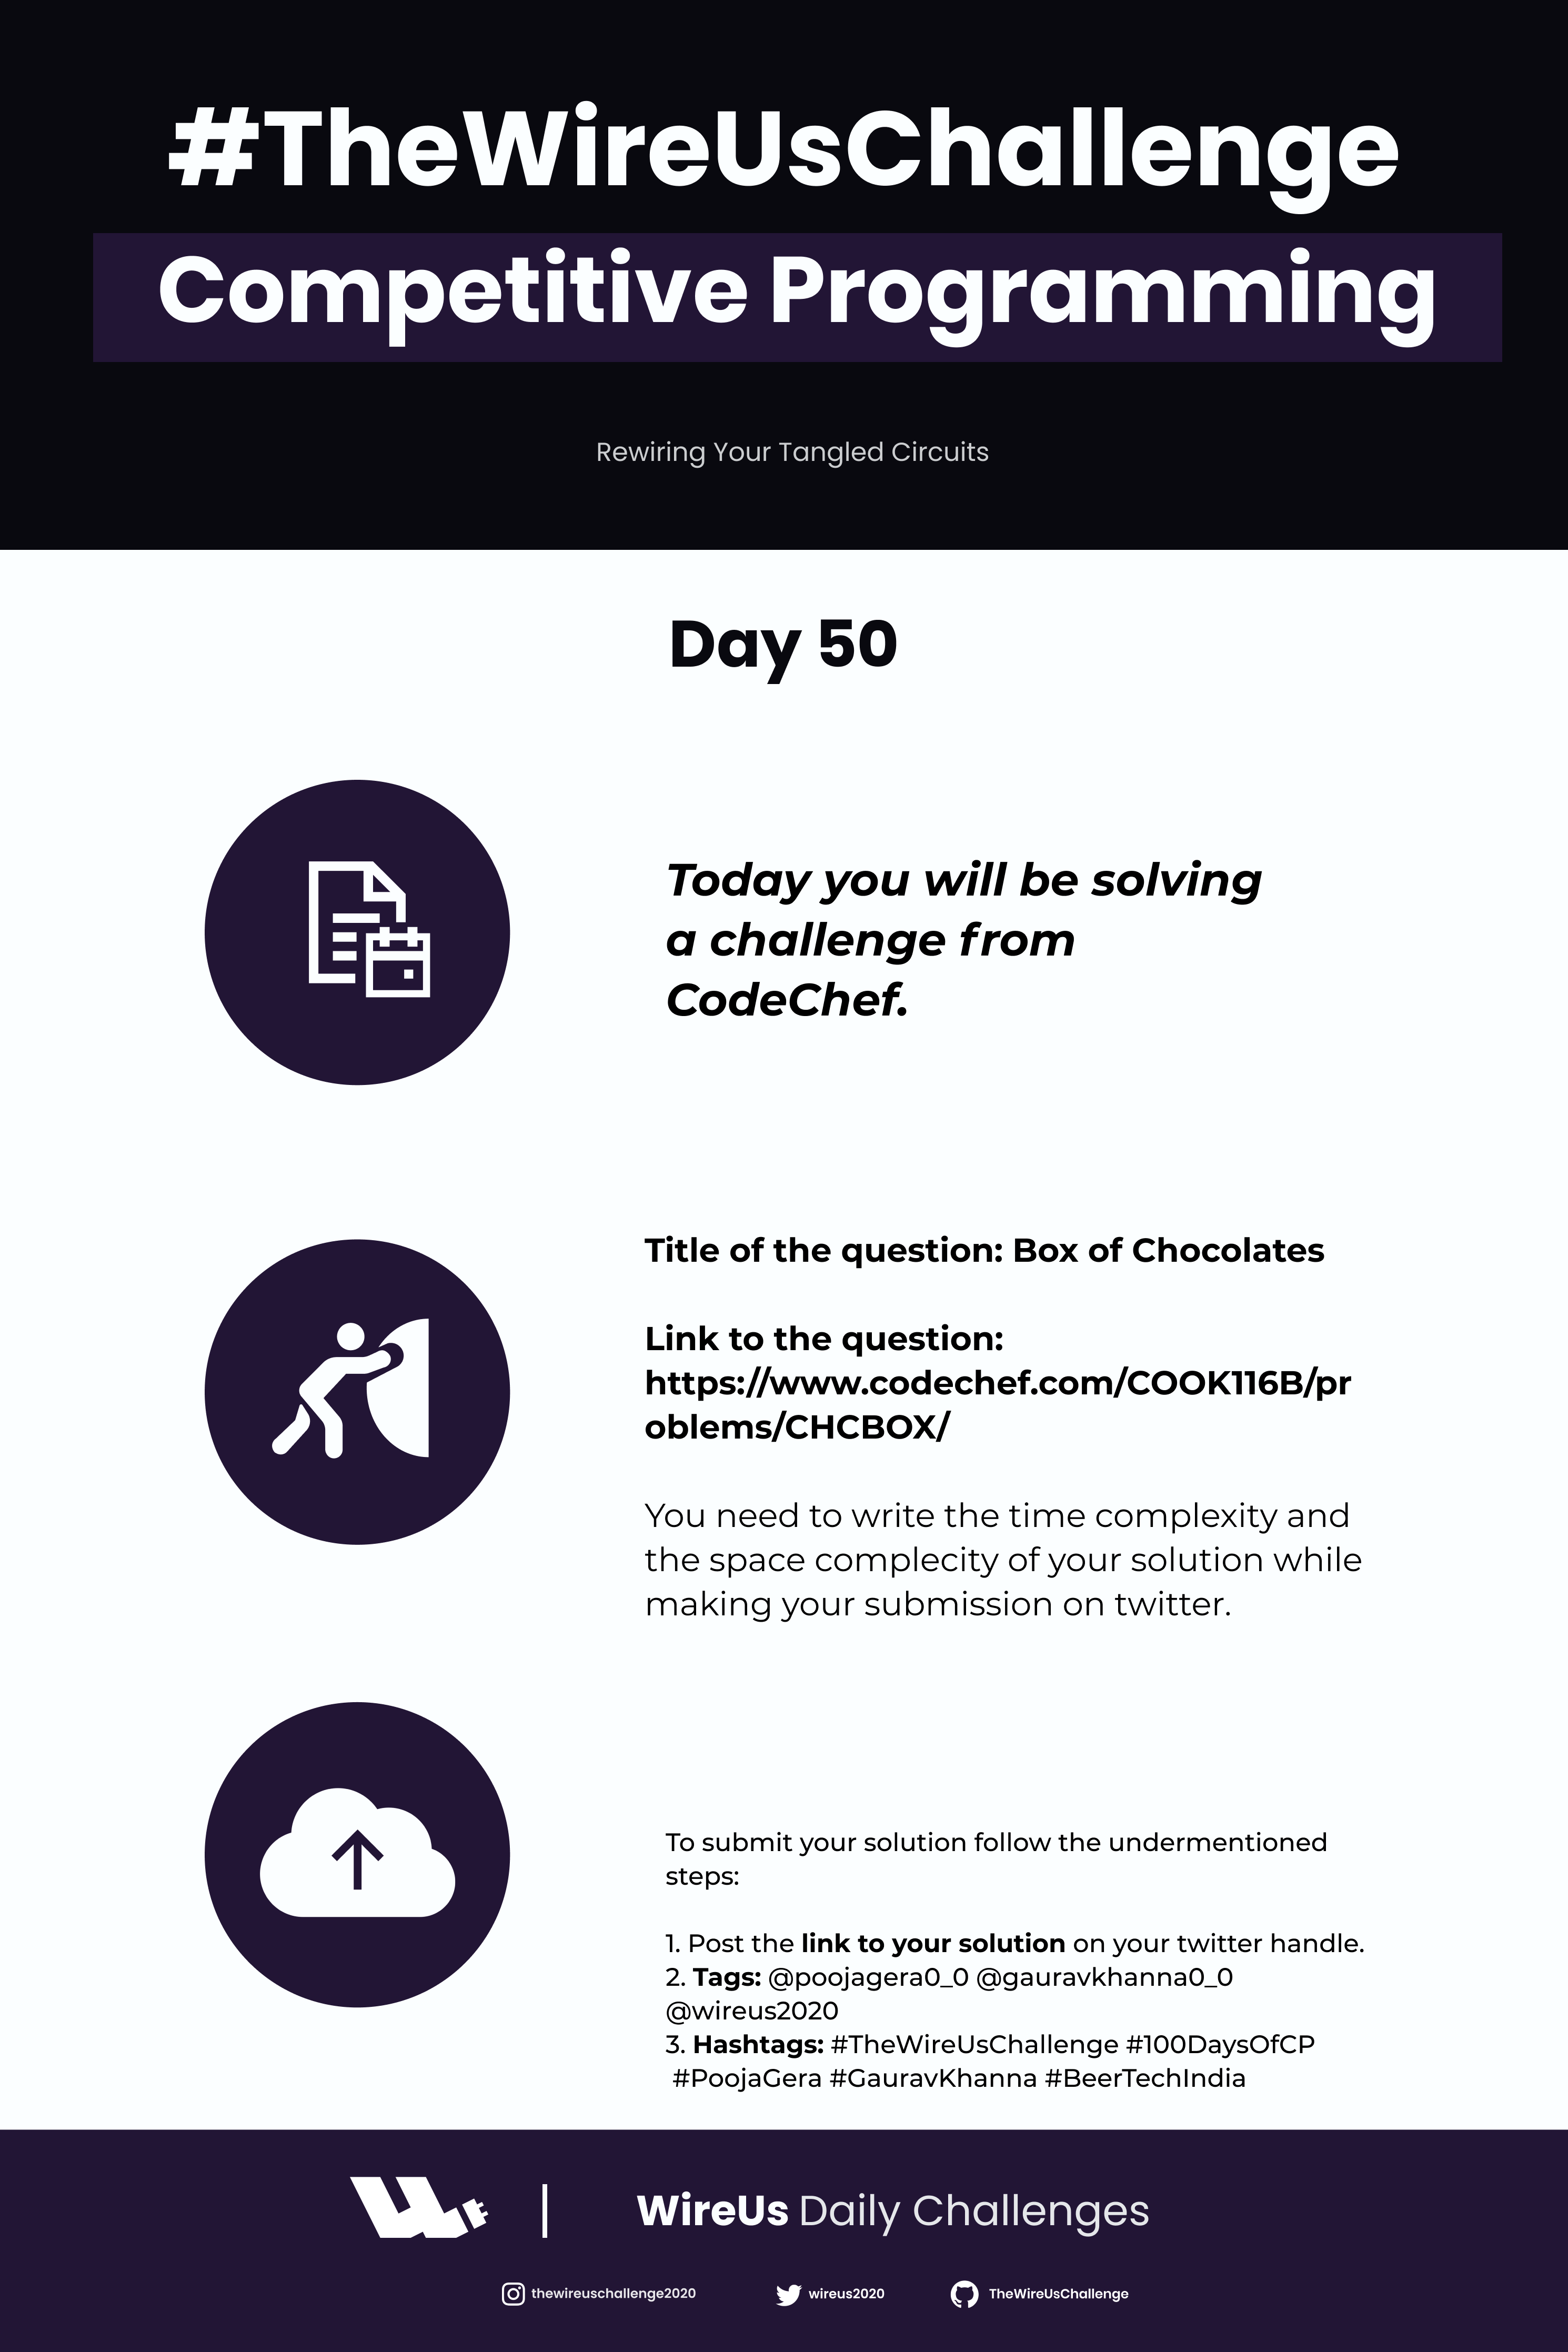 #TheWireUsChallenge
Competitive Programming
Rewiring Your Tangled Circuits
Day 50
Today you will be solving
a challenge from
CodeChef.
Title of the question: Box of Chocolates
Link to the question:
https://www.codechef.com/COOK116B/pr
oblems/CHCBOX/
You need to write the time complexity and
the space complecity of your solution while
making your submission on twitter.
To submit your solution follow the undermentioned
steps:
1. Post the link to your solution on your twitter handle.
2. Tags: @poojagera0_0 @gauravkhanna0_0
@wireus2020
3. Hashtags: #TheWireUsChallenge #100DaysOfCP
#PoojaGera #GauravKhanna #BeerTechIndia
WireUs Daily Challenges
thewireuschallenge2020 wireus2020 TheWireUsChallenge